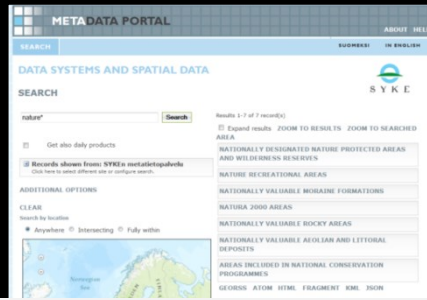 METADATA PORTAL
ABOUT HELP
SEARCH
SUOMEKSI IN ENGLISH
DATA SYSTEMS AND SPATIAL DATA
SYKE
SEARCH
nature* Search
Get also daily products
Records shown from: SYKEn metatietopalvelu
Click here to select different site or configure search.
ADDITIONAL OPTIONS
CLEAR
Search by location
Anywhere Intersecting Fully within
Norwegian
Results 1-7 of 7 record(s)
Expand results ZOOM TO RESULTS ZOOM TO SEARCHED
AREA
NATIONALLY DESIGNATED NATURE PROTECTED AREAS
AND WILDERNESS RESERVES
NATURE RECREATIONAL AREAS
NATIONALLY VALUABLE MORAINE FORMATIONS
NATURA 2000 AREAS
NATIONALLY VALUABLE ROCKY AREAS
NATIONALLY VALUABLE AEOLIAN AND LITTORAL
DEPOSITS
AREAS INCLUDED IN NATIONAL CONSERVATION
PROGRAMMES
GEORSS ATOM HTML FRAGMENT KML JSON